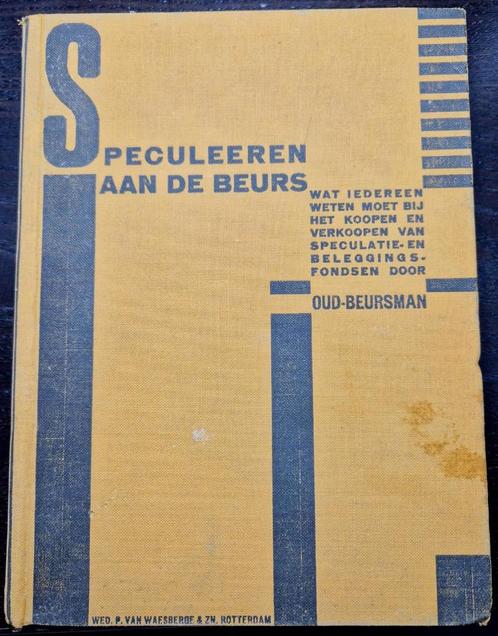 SPECULEEREN
AAN DE BEURS
WAT IEDEREEN
WETEN MOET BIJ
HET KOOPEN EN
VERKOOPEN VAN
SPECULATIE- EN
BELEGGINGS-
FONDSEN DOOR
OUD-BEURSMAN
WED. P. VAN WAESBERGE & ZN. ROTTERDAM